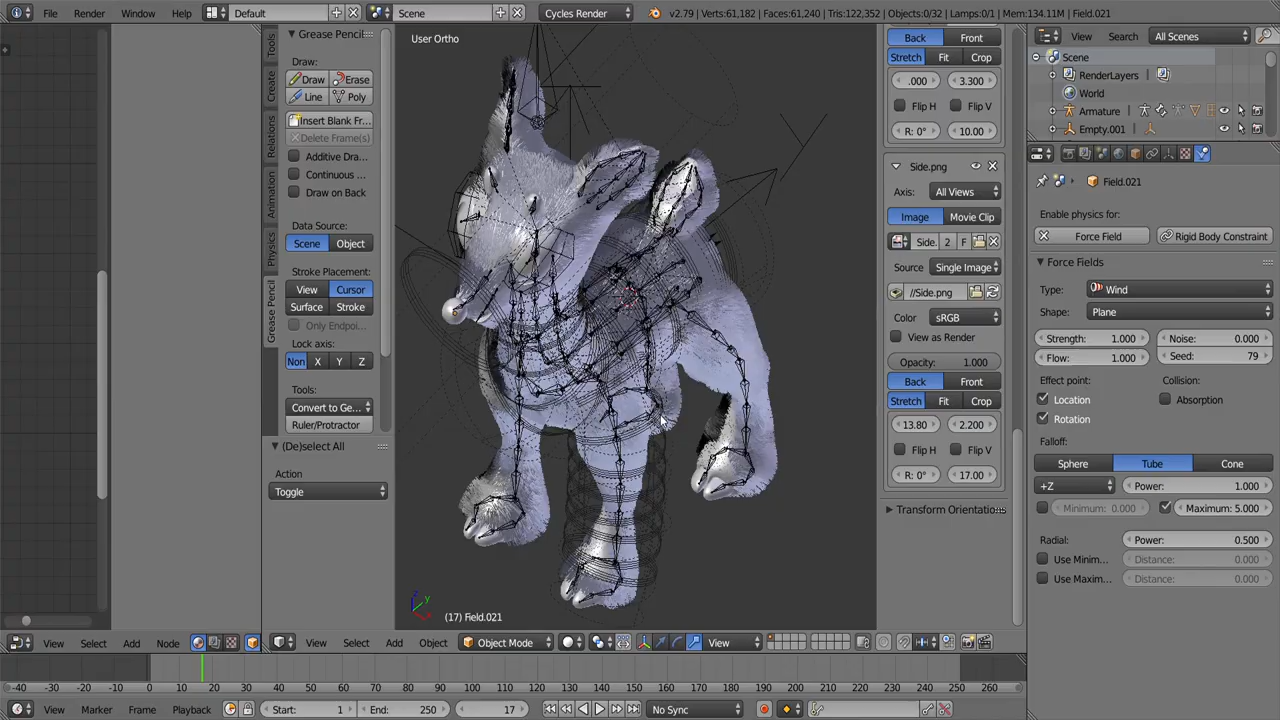 File Render Window Help Default Scene Cycles Render v2.79 | Verts:61,182 | Faces:61,240 | Tris:122,352 | Objects:0/32 | Lamps:0/1 | Mem:134.11M | Field.021
Tools
Create
Relations
Animation
Physics
Grease Pencil
Grease Pencil
Draw:
Draw Erase
Line Poly
Insert Blank Fr...
Delete Frame(s)
Additive Dra...
Continuous ...
Draw on Back
Data Source:
Scene Object
Stroke Placement:
View Cursor
Surface Stroke
Only Endpoi...
Lock axis:
Non X Y Z
Tools:
Convert to Ge...
Ruler/Protractor
(De)select All
Action
Toggle
User Ortho
z y
(17) Field.021
Back Front
Stretch Fit Crop
.000 3.300
Flip H Flip V
R: 0° 10.00
Side.png
Axis: All Views
Image Movie Clip
Side. 2 F
Source Single Image
//Side.png
Color sRGB
View as Render
Opacity: 1.000
Back Front
Stretch Fit Crop
13.80 2.200
Flip H Flip V
R: 0° 17.00
Transform Orientatio...
View Search All Scenes
Scene
RenderLayers |
World
Armature |
Empty.001 |
Field.021
Enable physics for:
Force Field Rigid Body Constraint
Force Fields
Type: Wind
Shape: Plane
Strength: 1.000 Noise: 0.000
Flow: 1.000 Seed: 79
Effect point: Collision:
Location Absorption
Rotation
Falloff:
Sphere Tube Cone
+Z Power: 1.000
Minimum: 0.000 Maximum: 5.000
Radial: Power: 0.500
Use Minim... Distance: 0.000
Use Maxim... Distance: 0.000
View Select Add Node View Select Add Object Object Mode View
-40 -30 -20 -10 0 10 20 30 40 50 60 70 80 90 100 110 120 130 140 150 160 170 180 190 200 210 220 230 240 250 260
View Marker Frame Playback Start: 1 End: 250 17 No Sync